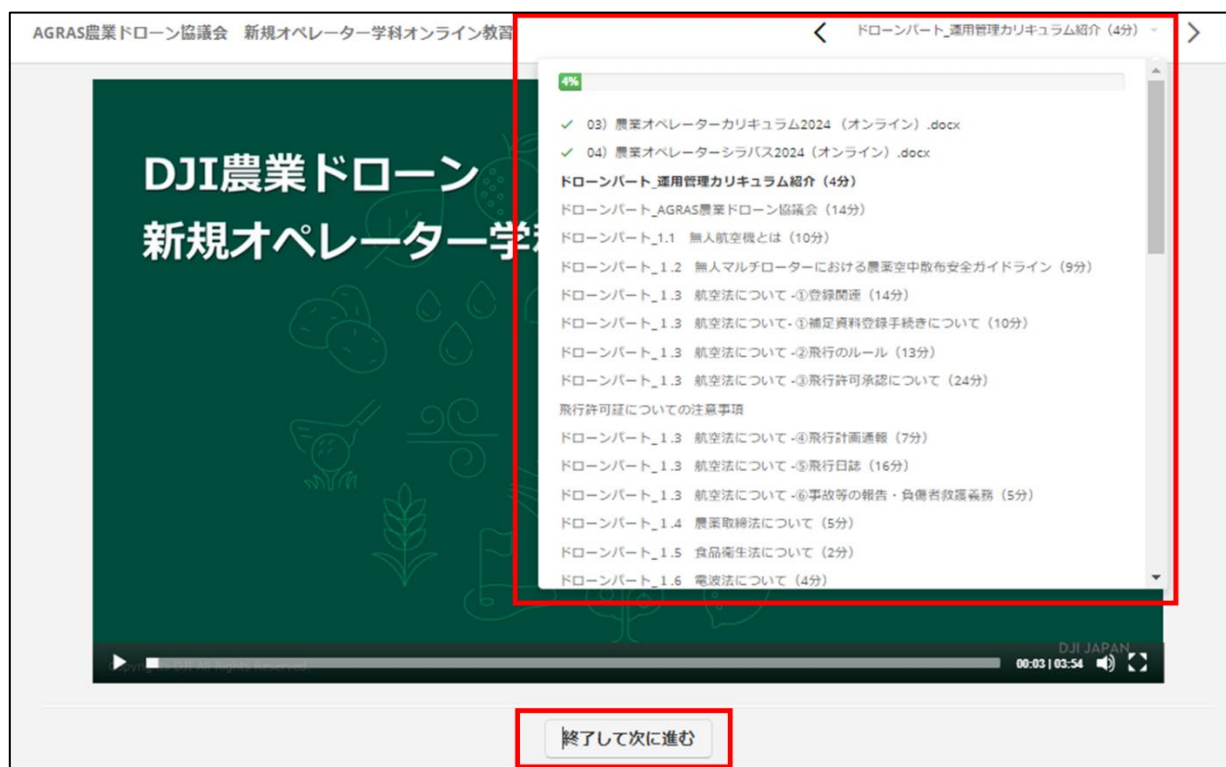 AGRAS農業ドローン協議会　新規オペレーター学科オンライン教習
ドローンパート_運用管理カリキュラム紹介（4分）
4%
03）農業オペレーターカリキュラム2024 （オンライン）.docx
04）農業オペレーターシラバス2024（オンライン）.docx
ドローンパート_運用管理カリキュラム紹介（4分）
ドローンパート_AGRAS農業ドローン協議会（14分）
ドローンパート_1.1　無人航空機とは（10分）
ドローンパート_1.2　無人マルチローターにおける農薬空中散布安全ガイドライン（9分）
ドローンパート_1.3　航空法について -①登録関連（14分）
ドローンパート_1.3　航空法について- ①補足資料登録手続きについて（10分）
ドローンパート_1.3　航空法について -②飛行のルール（13分）
ドローンパート_1.3　航空法について -③飛行許可承認について（24分）
飛行許可証についての注意事項
ドローンパート_1.3　航空法について -④飛行計画通報（7分）
ドローンパート_1.3　航空法について -⑤飛行日誌（16分）
ドローンパート_1.3　航空法について -⑥事故等の報告・負傷者救護義務（5分）
ドローンパート_1.4　農薬取締法について（5分）
ドローンパート_1.5　食品衛生法について（2分）
ドローンパート_1.6　電波法について（4分）
DJI農業ドローン
新規オペレーター学
DJI JAPAN
Copyrights DJI All Rights Reserved.
00:03 | 03:54
終了して次に進む